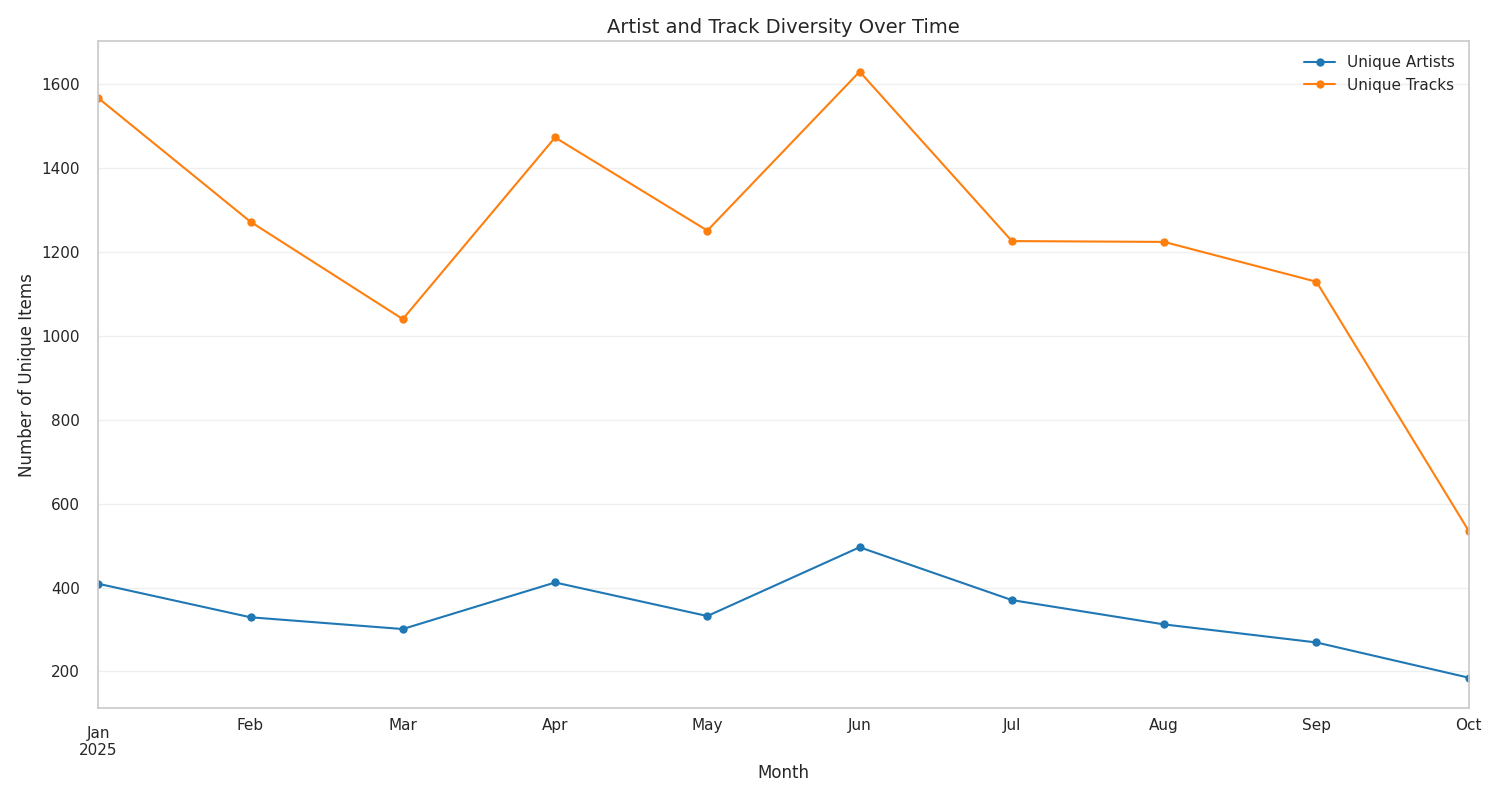 Artist and Track Diversity Over Time
Unique Artists
Unique Tracks
Number of Unique Items
1600
1400
1200
1000
800
600
400
200
Jan
2025
Feb
Mar
Apr
May
Jun
Jul
Aug
Sep
Oct
Month